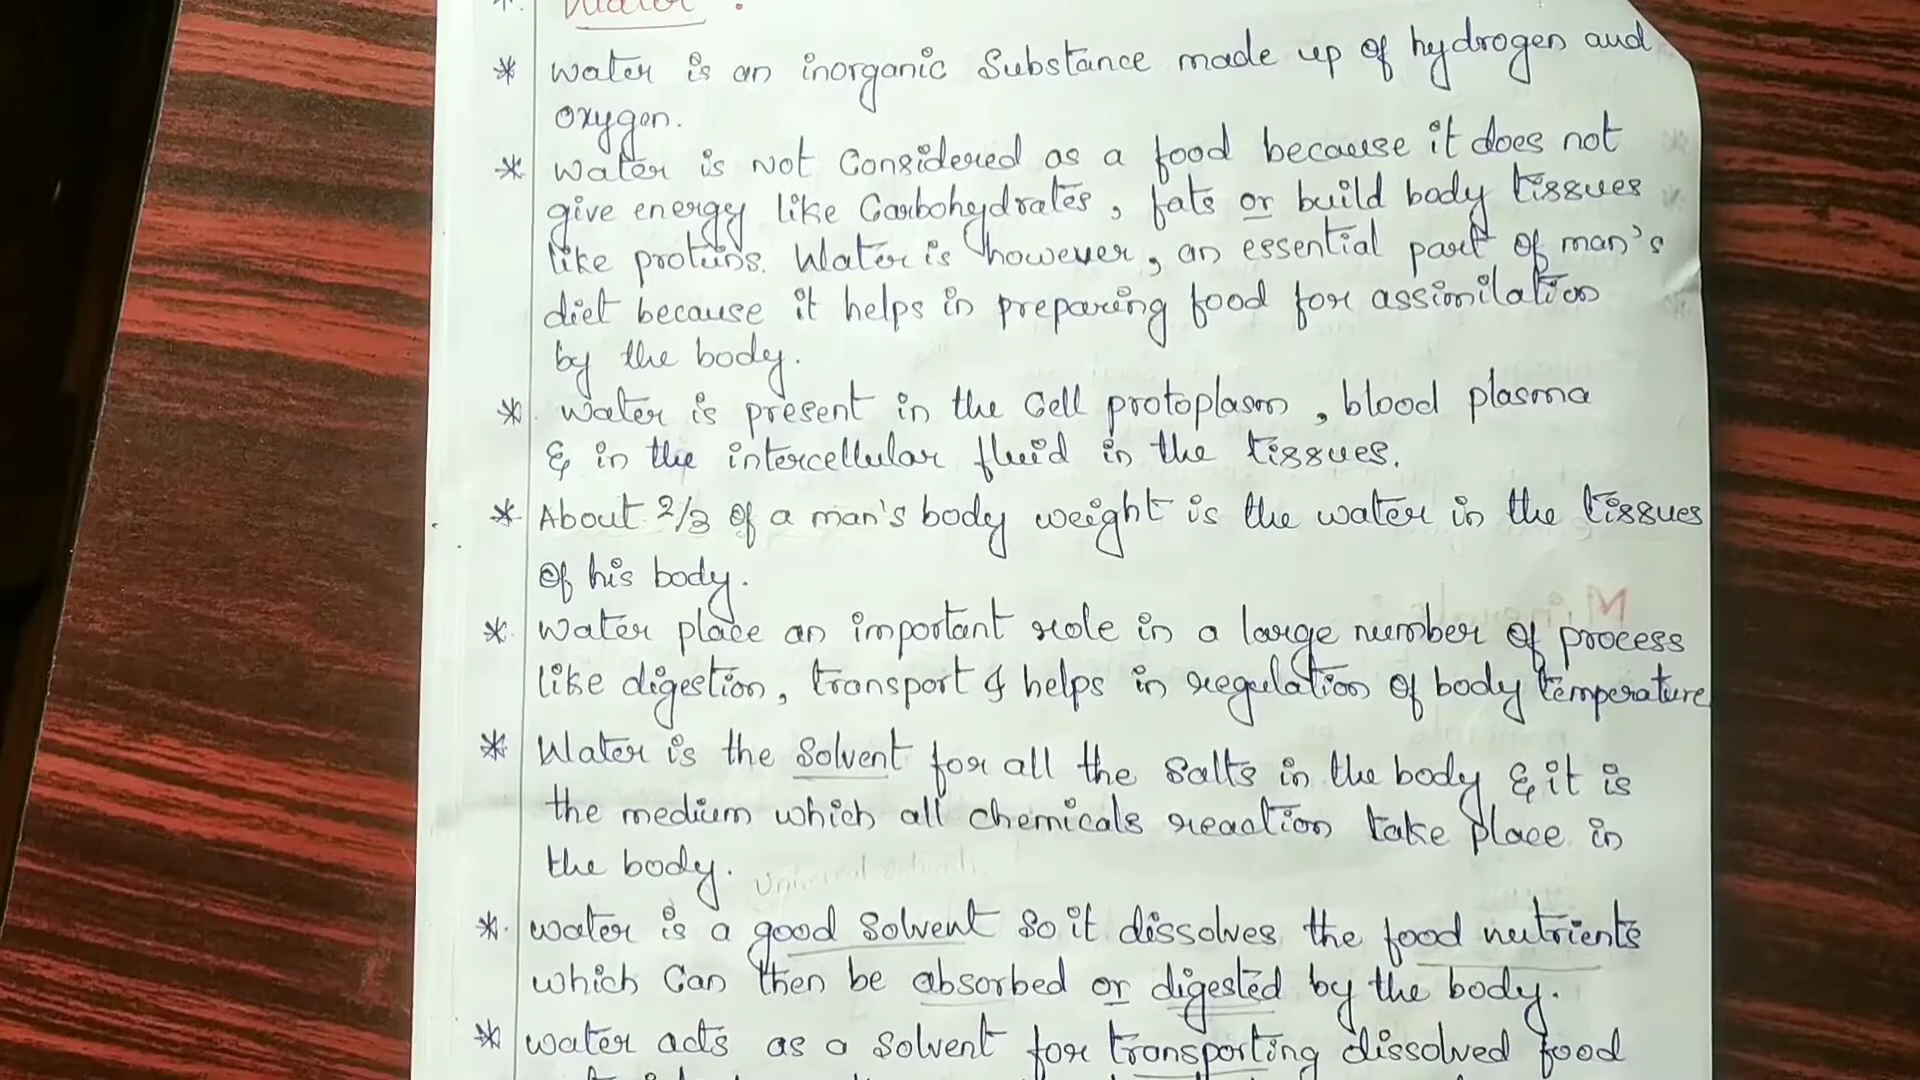 Water :
* Water is an inorganic Substance made up of hydrogen and
oxygen.
* Water is not Considered as a food because it does not
give energy like Carbohydrates, fats or build body tissues
like proteins. Water is however, an essential part of man's
diet because it helps in preparing food for assimilation
by the body.
* Water is present in the Cell protoplasm, blood plasma
& in the intercellular fluid in the tissues.
* About 2/3 of a man's body weight is the water in the tissues
of his body.
* Water place an important role in a large number of process
like digestion, transport & helps in regulation of body temperature
* Water is the Solvent for all the Salts in the body & it is
the medium which all chemicals reaction take place in
the body. Universal
* Water is a good Solvent So it dissolves the food nutrients
which Can then be absorbed or digested by the body.
* Water acts as a Solvent for transporting dissolved food